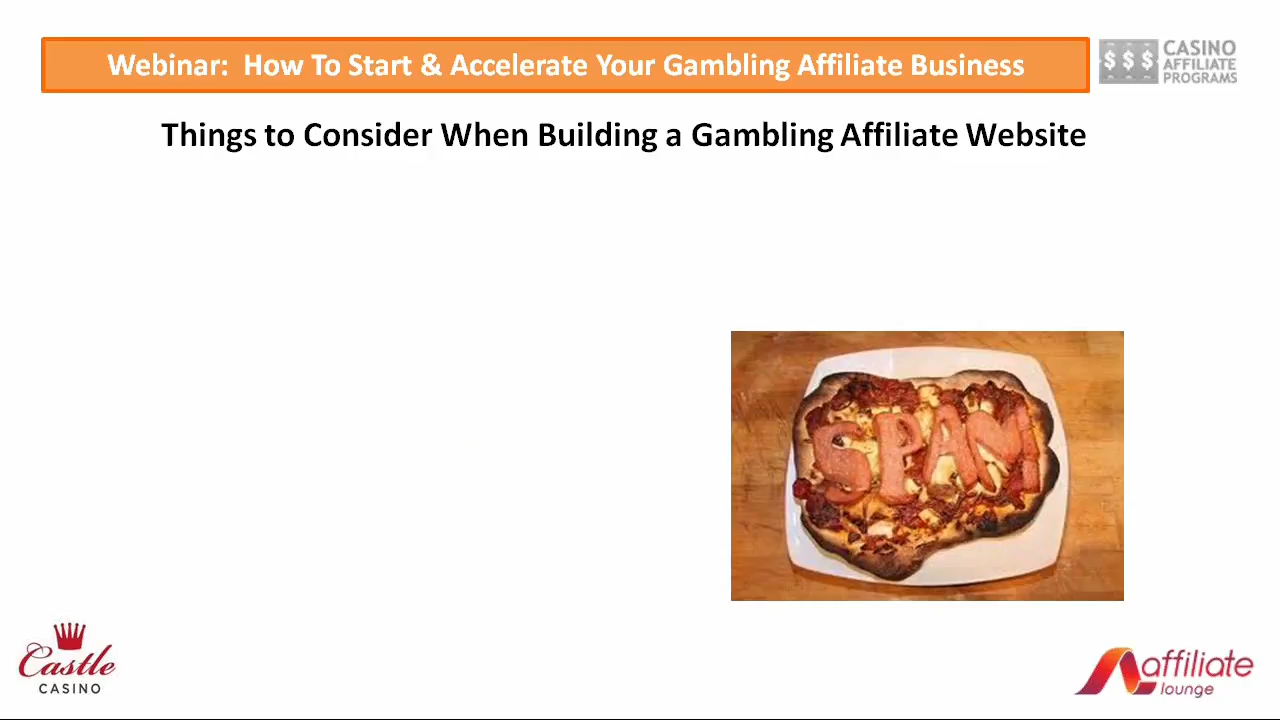 Webinar:  How To Start & Accelerate Your Gambling Affiliate Business
$ $ $
CASINO
AFFILIATE
PROGRAMS
Things to Consider When Building a Gambling Affiliate Website
SPAM
Castle
CASINO
affiliate
lounge